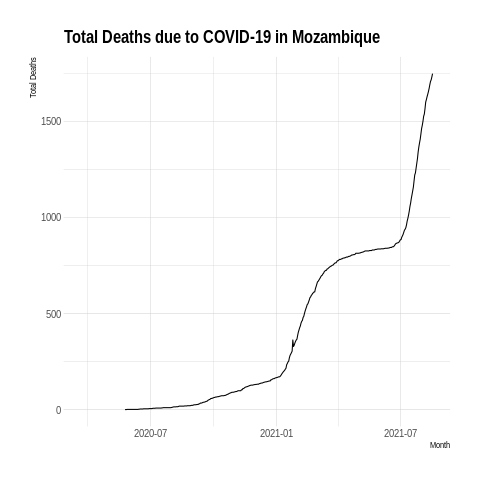 Total Deaths due to COVID-19 in Mozambique
Total Deaths
1500
1000
500
0
2020-07
2021-01
2021-07
Month